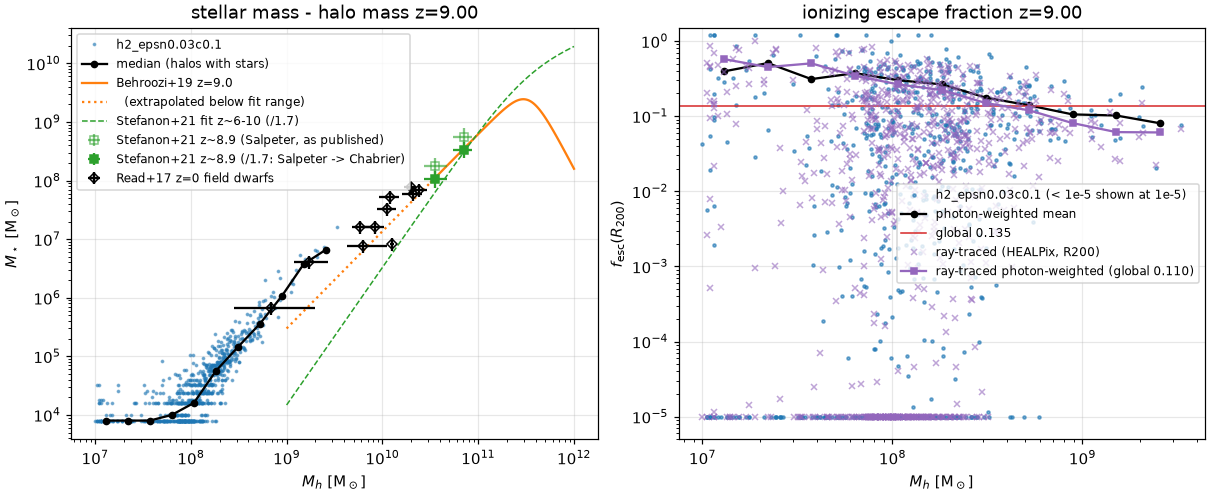 stellar mass - halo mass z=9.00
10¹⁰
10⁹
10⁸
10⁷
10⁶
10⁵
10⁴
M⋆ [M⊙]
10⁷
10⁸
10⁹
10¹⁰
10¹¹
10¹²
M_h [M⊙]
h2_epsn0.03c0.1
median (halos with stars)
Behroozi+19 z=9.0
(extrapolated below fit range)
Stefanon+21 fit z~6-10 (/1.7)
Stefanon+21 z~8.9 (Salpeter, as published)
Stefanon+21 z~8.9 (/1.7: Salpeter -> Chabrier)
Read+17 z=0 field dwarfs
ionizing escape fraction z=9.00
10⁰
10⁻¹
10⁻²
10⁻³
10⁻⁴
10⁻⁵
f_esc(R₂₀₀)
10⁷
10⁸
10⁹
M_h [M⊙]
h2_epsn0.03c0.1 (< 1e-5 shown at 1e-5)
photon-weighted mean
global 0.135
ray-traced (HEALPix, R200)
ray-traced photon-weighted (global 0.110)